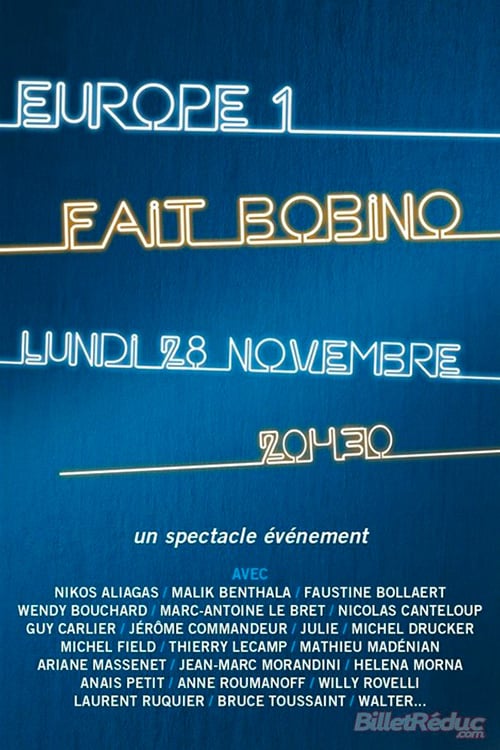 EUROPE 1
FAIT BOBINO
LUNDI 28 NOVEMBRE
20H30
un spectacle événement
AVEC
NIKOS ALIAGAS / MALIK BENTHALA / FAUSTINE BOLLAERT
WENDY BOUCHARD / MARC-ANTOINE LE BRET / NICOLAS CANTELOUP
GUY CARLIER / JÉRÔME COMMANDEUR / JULIE / MICHEL DRUCKER
MICHEL FIELD / THIERRY LECAMP / MATHIEU MADÉNIAN
ARIANE MASSENET / JEAN-MARC MORANDINI / HELENA MORNA
ANAIS PETIT / ANNE ROUMANOFF / WILLY ROVELLI
LAURENT RUQUIER / BRUCE TOUSSAINT / WALTER...
BilletRéduc
.com